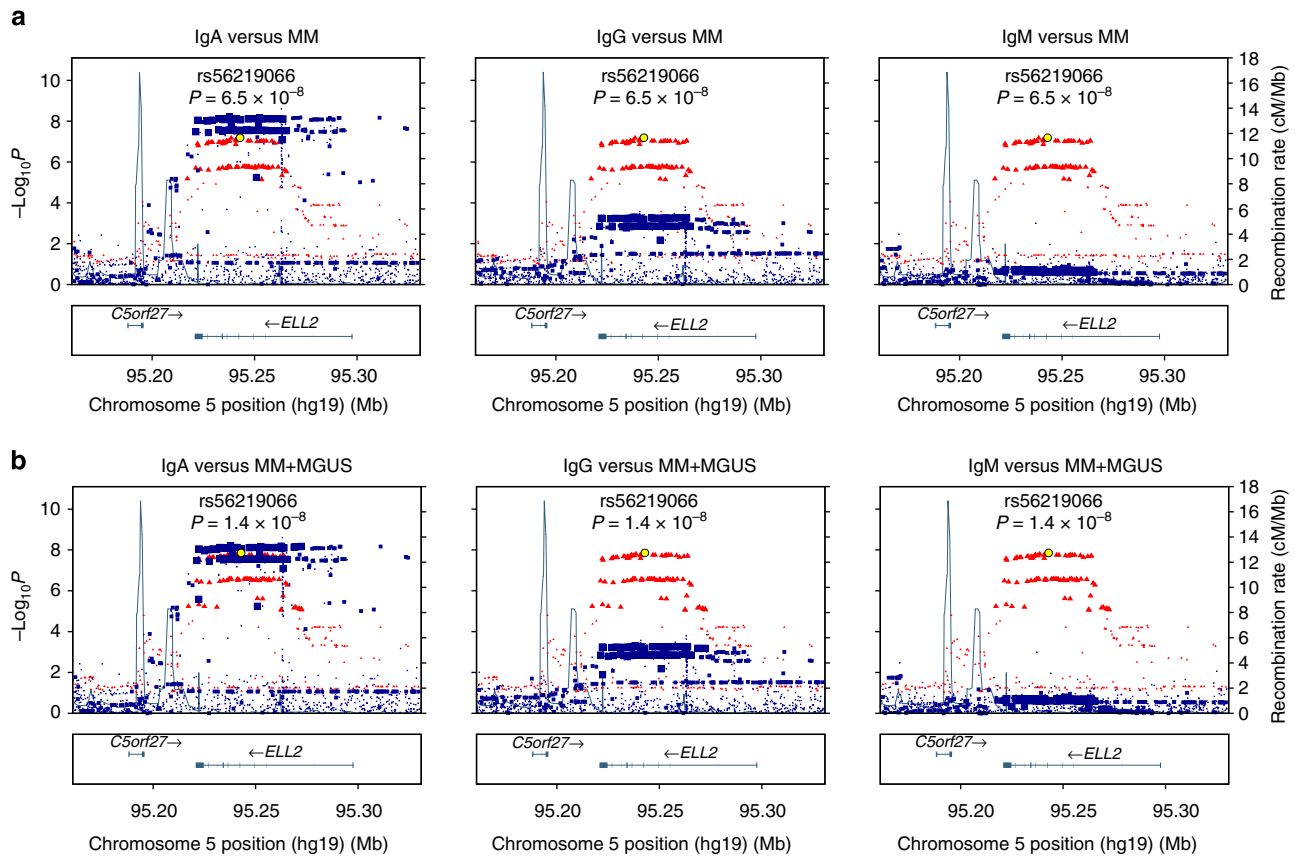 a
IgA versus MM
IgG versus MM
IgM versus MM
rs56219066
P = 6.5 × 10⁻⁸
rs56219066
P = 6.5 × 10⁻⁸
rs56219066
P = 6.5 × 10⁻⁸
–Log₁₀P
10
8
6
4
2
0
18
16
14
12
10
8
6
4
2
0
Recombination rate (cM/Mb)
C5orf27→
←ELL2
C5orf27→
←ELL2
C5orf27→
←ELL2
95.20 95.25 95.30
95.20 95.25 95.30
95.20 95.25 95.30
Chromosome 5 position (hg19) (Mb)
Chromosome 5 position (hg19) (Mb)
Chromosome 5 position (hg19) (Mb)
b
IgA versus MM+MGUS
IgG versus MM+MGUS
IgM versus MM+MGUS
rs56219066
P = 1.4 × 10⁻⁸
rs56219066
P = 1.4 × 10⁻⁸
rs56219066
P = 1.4 × 10⁻⁸
–Log₁₀P
10
8
6
4
2
0
18
16
14
12
10
8
6
4
2
0
Recombination rate (cM/Mb)
C5orf27→
←ELL2
C5orf27→
←ELL2
C5orf27→
←ELL2
95.20 95.25 95.30
95.20 95.25 95.30
95.20 95.25 95.30
Chromosome 5 position (hg19) (Mb)
Chromosome 5 position (hg19) (Mb)
Chromosome 5 position (hg19) (Mb)